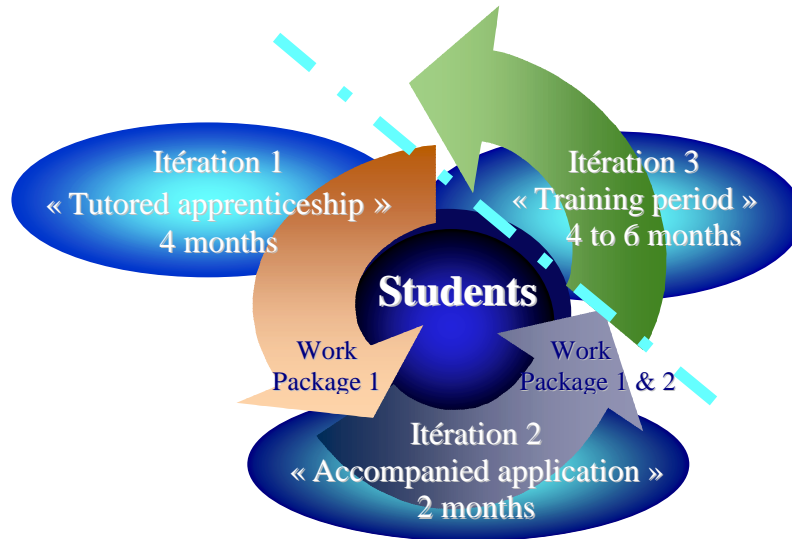 Itération 1
« Tutored apprenticeship »
4 months
Itération 3
« Training period »
4 to 6 months
Students
Work
Package 1
Work
Package 1 & 2
Itération 2
« Accompanied application »
2 months